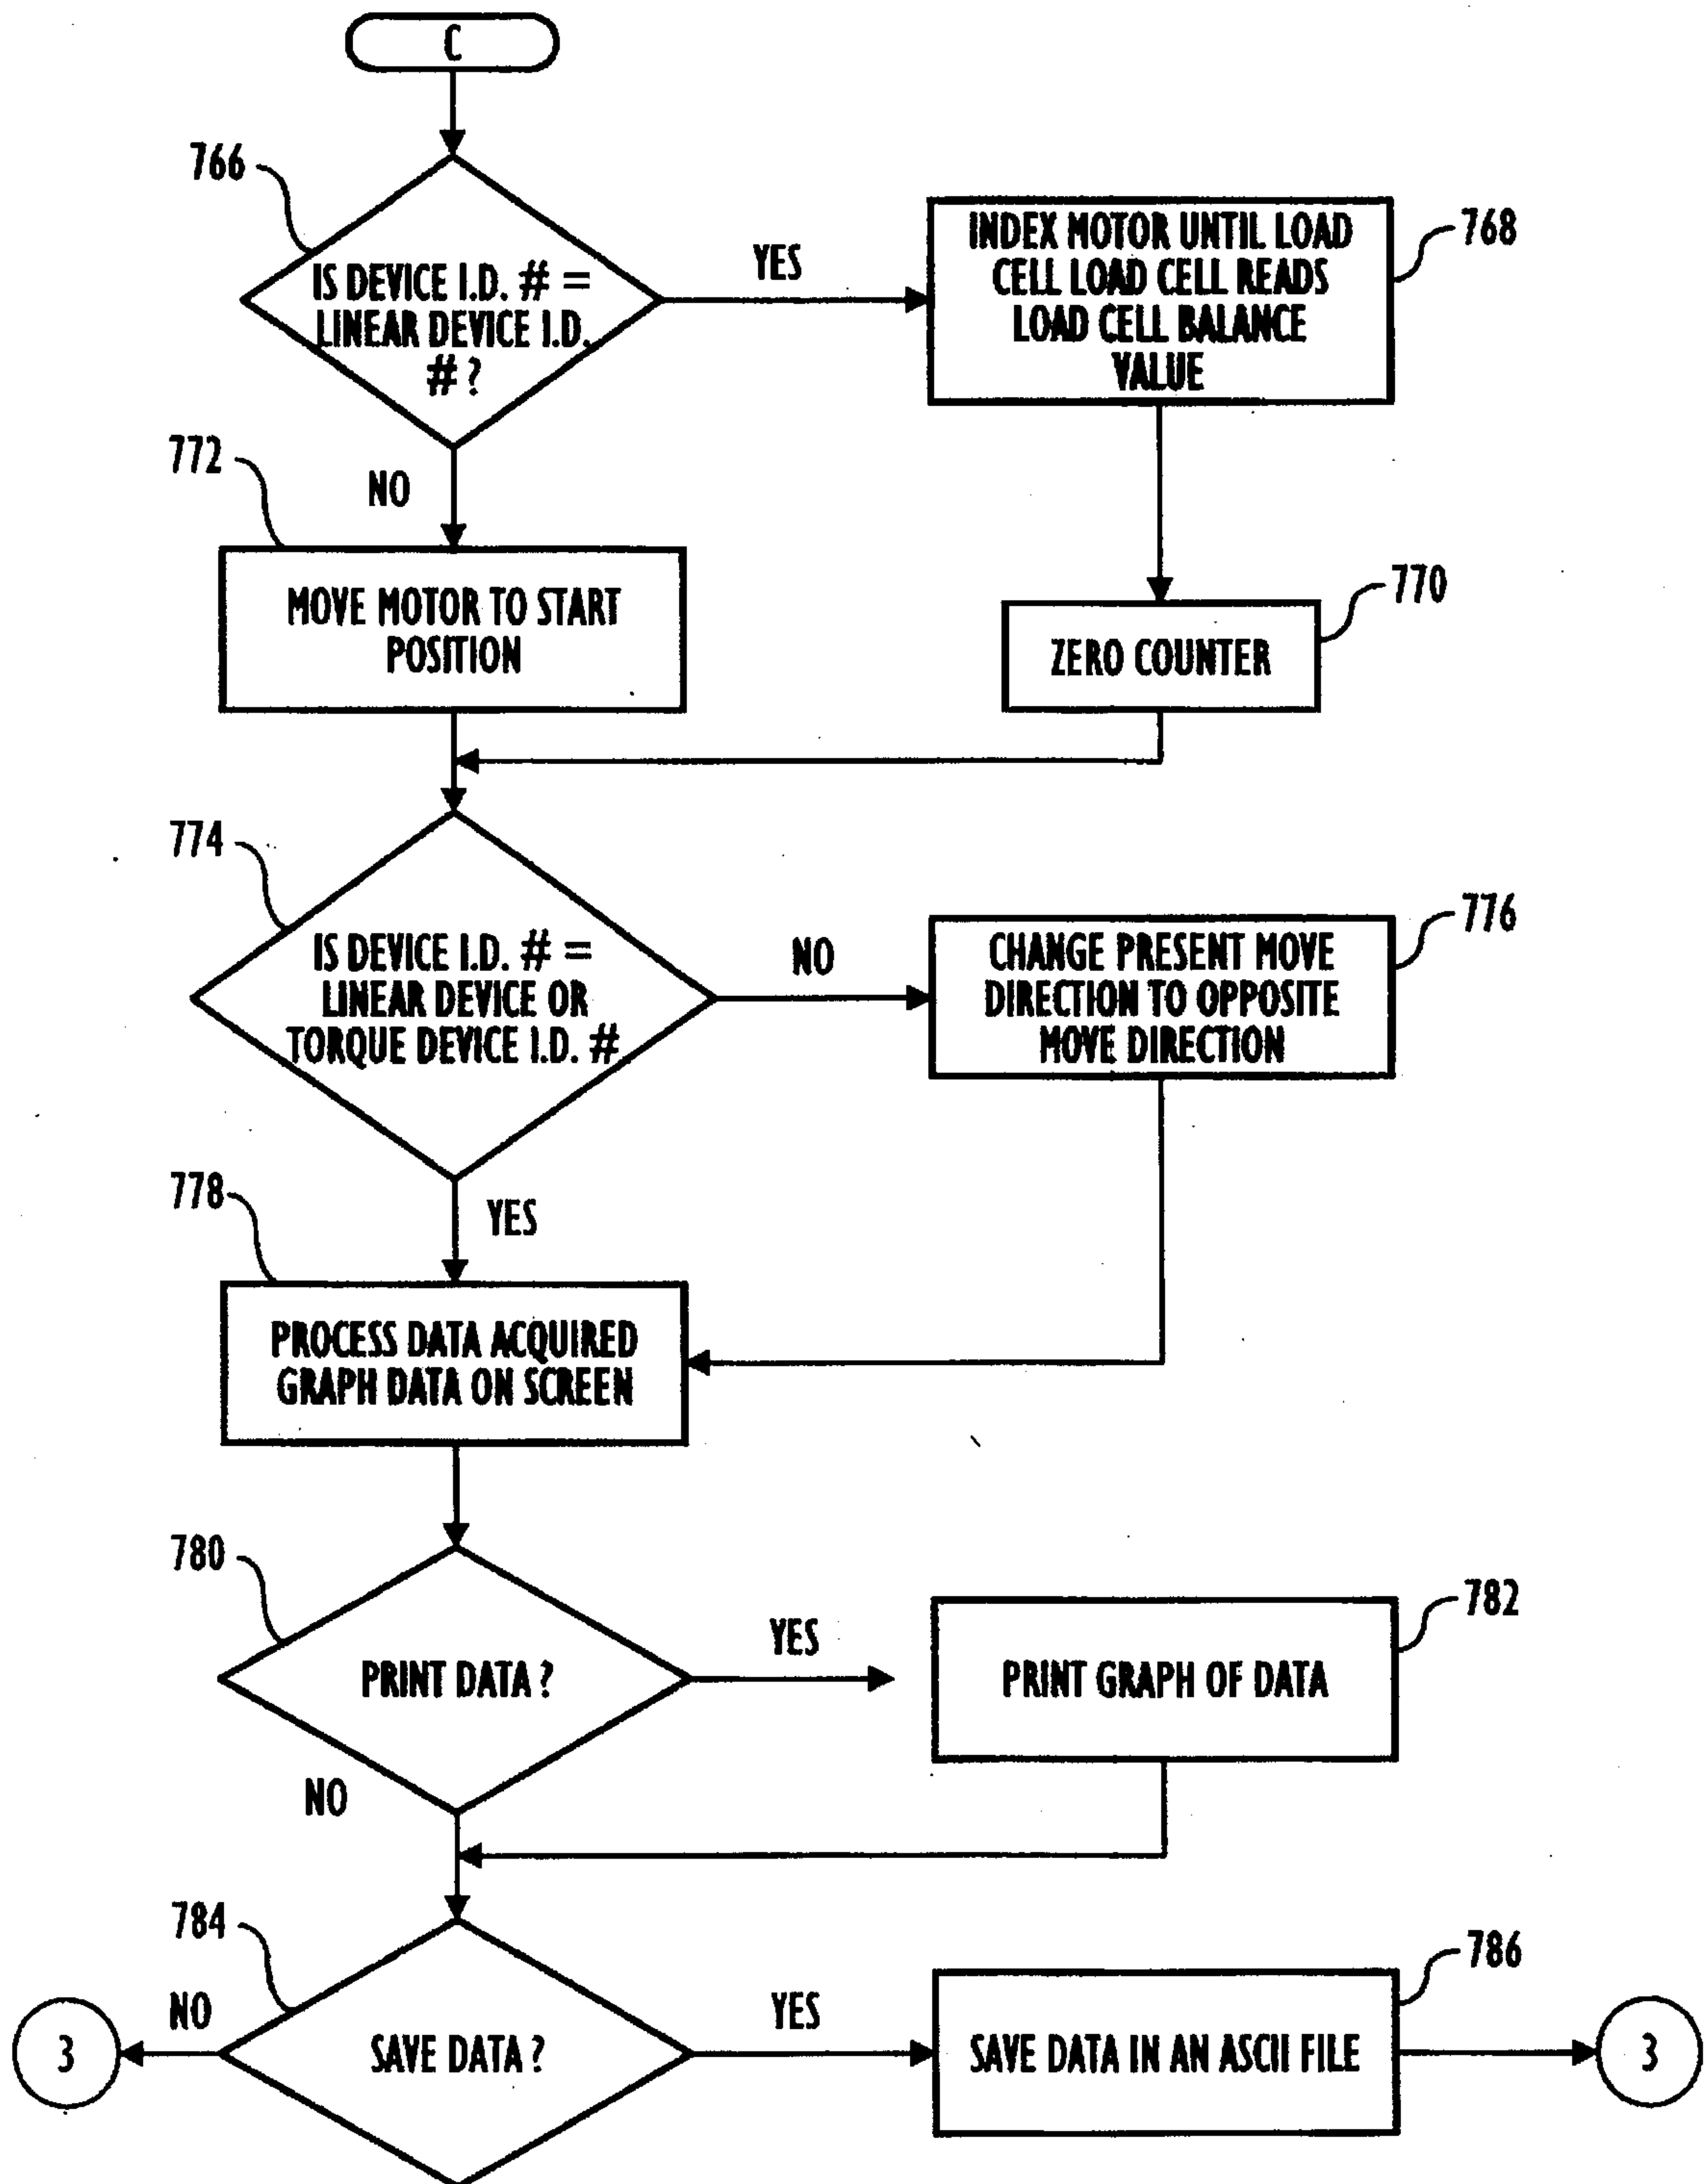 C
766
IS DEVICE I.D. # =
LINEAR DEVICE I.D.
# ?
YES
INDEX MOTOR UNTIL LOAD
CELL LOAD CELL READS
LOAD CELL BALANCE
VALUE
768
772
NO
MOVE MOTOR TO START
POSITION
770
ZERO COUNTER
774
IS DEVICE I.D. # =
LINEAR DEVICE OR
TORQUE DEVICE I.D. #
NO
CHANGE PRESENT MOVE
DIRECTION TO OPPOSITE
MOVE DIRECTION
776
778
YES
PROCESS DATA ACQUIRED
GRAPH DATA ON SCREEN
780
PRINT DATA ?
YES
PRINT GRAPH OF DATA
782
NO
784
NO
3
SAVE DATA ?
YES
SAVE DATA IN AN ASCII FILE
786
3